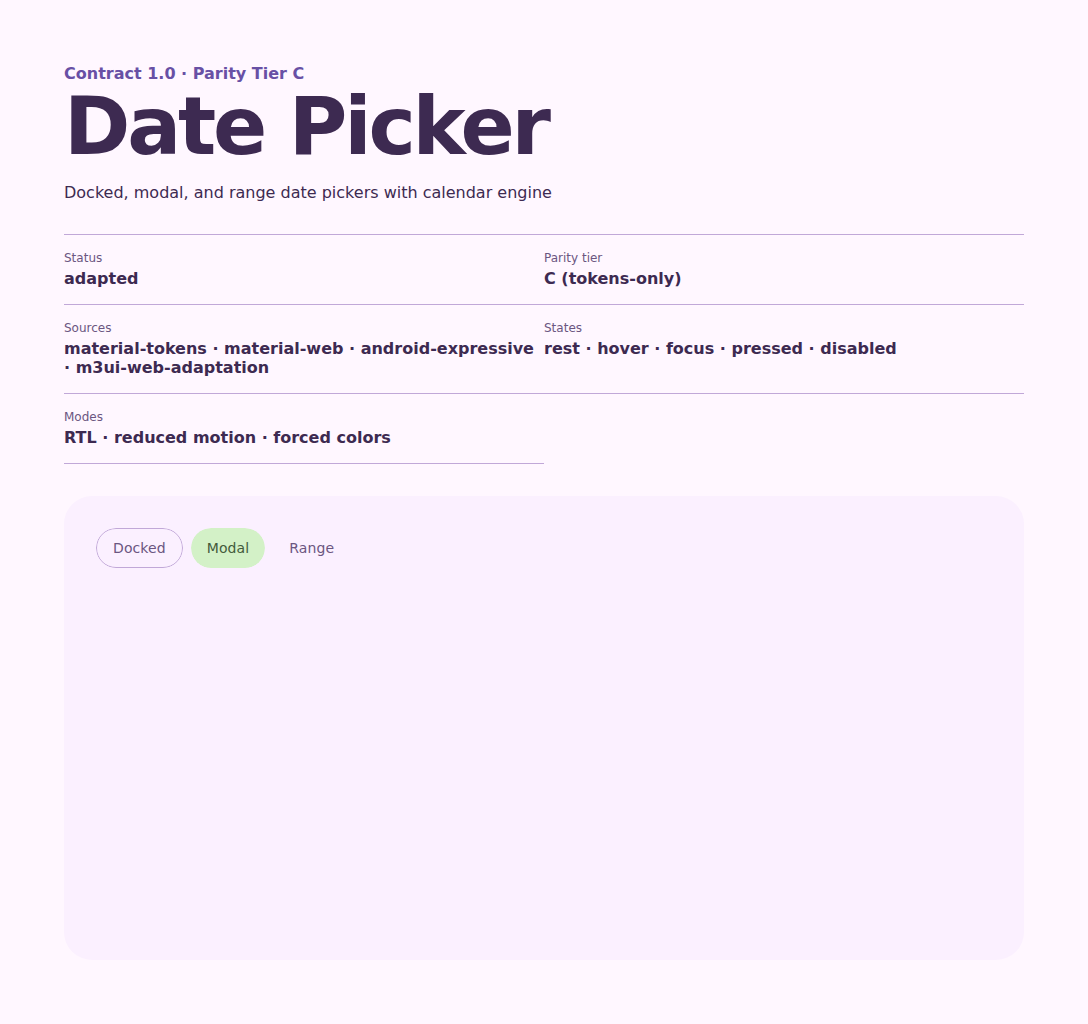 Contract 1.0 · Parity Tier C
Date Picker
Docked, modal, and range date pickers with calendar engine
Status
adapted
Parity tier
C (tokens-only)
Sources
material-tokens · material-web · android-expressive
· m3ui-web-adaptation
States
rest · hover · focus · pressed · disabled
Modes
RTL · reduced motion · forced colors
Docked
Modal
Range